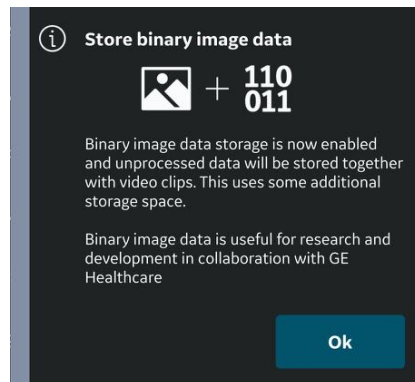 Store binary image data
110
011
Binary image data storage is now enabled
and unprocessed data will be stored together
with video clips. This uses some additional
storage space.
Binary image data is useful for research and
development in collaboration with GE
Healthcare
Ok